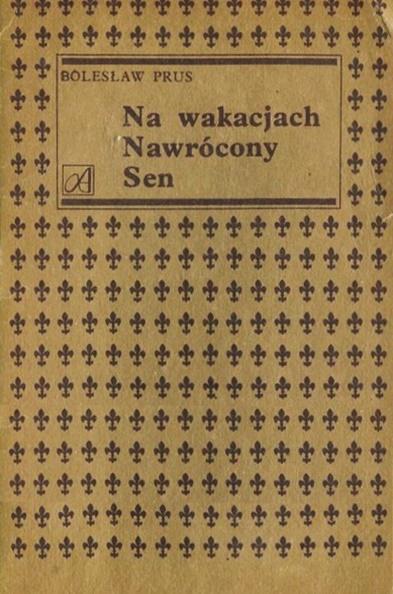 BOLESŁAW PRUS
Na wakacjach
Nawrócony
Sen